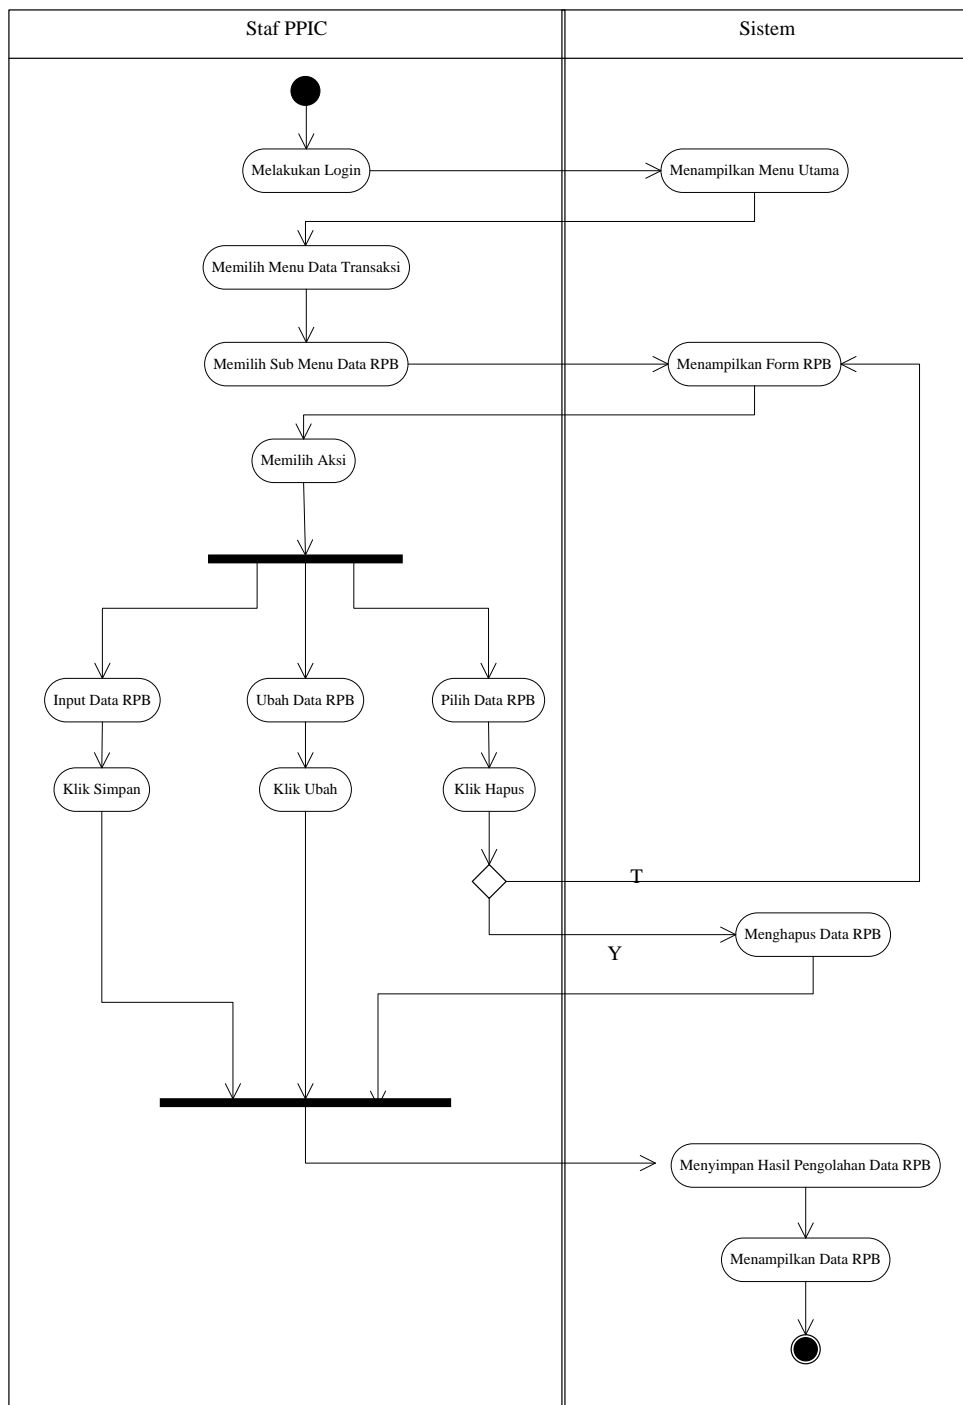 Staf PPIC
Sistem
Melakukan Login
Menampilkan Menu Utama
Memilih Menu Data Transaksi
Memilih Sub Menu Data RPB
Menampilkan Form RPB
Memilih Aksi
Input Data RPB
Ubah Data RPB
Pilih Data RPB
Klik Simpan
Klik Ubah
Klik Hapus
T
Menghapus Data RPB
Y
Menyimpan Hasil Pengolahan Data RPB
Menampilkan Data RPB